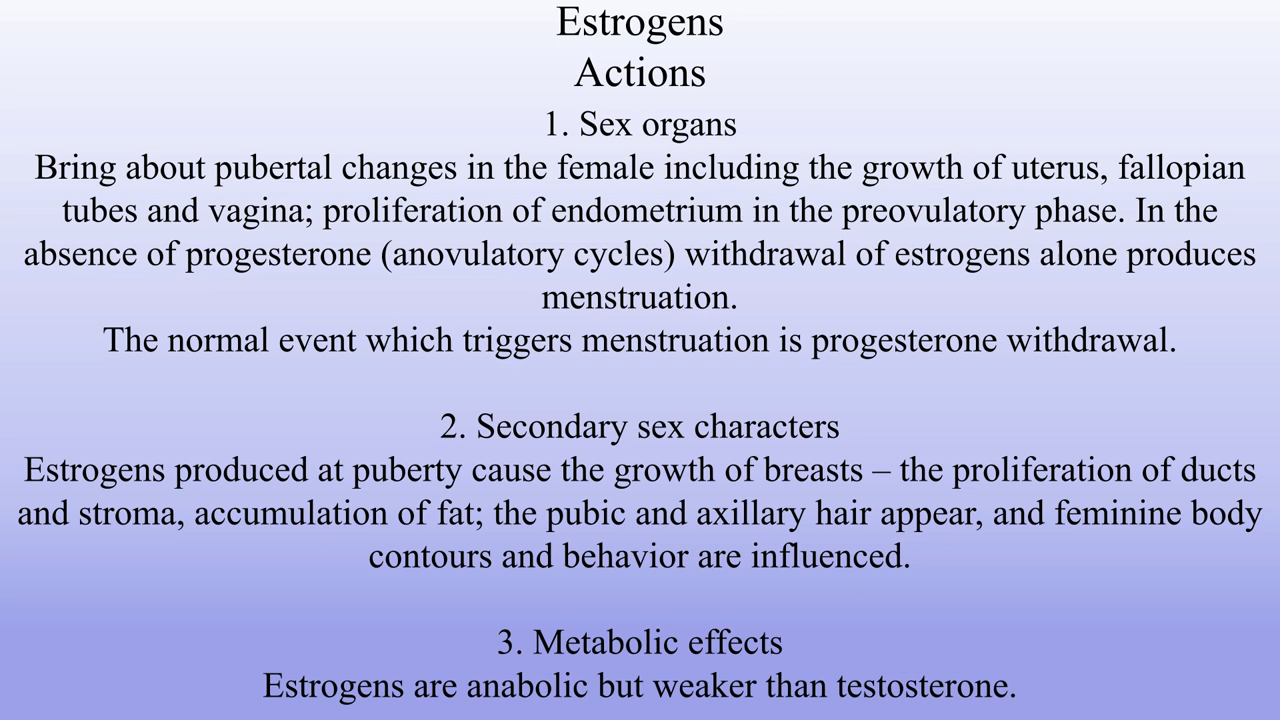 Estrogens
Actions
1. Sex organs
Bring about pubertal changes in the female including the growth of uterus, fallopian
tubes and vagina; proliferation of endometrium in the preovulatory phase. In the
absence of progesterone (anovulatory cycles) withdrawal of estrogens alone produces
menstruation.
The normal event which triggers menstruation is progesterone withdrawal.
2. Secondary sex characters
Estrogens produced at puberty cause the growth of breasts – the proliferation of ducts
and stroma, accumulation of fat; the pubic and axillary hair appear, and feminine body
contours and behavior are influenced.
3. Metabolic effects
Estrogens are anabolic but weaker than testosterone.